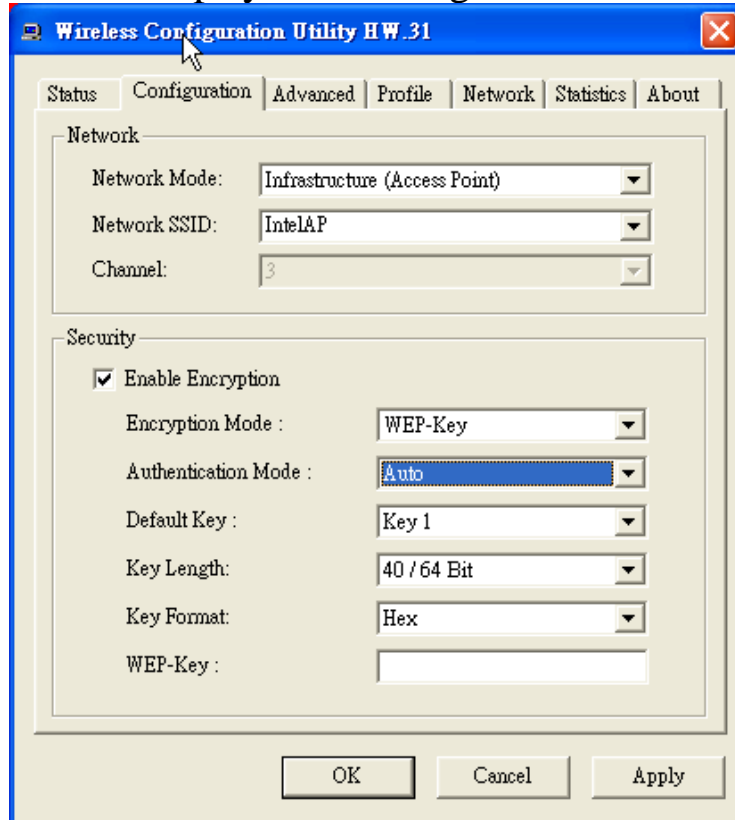 Wireless Configuration Utility HW.31
Status Configuration Advanced Profile Network Statistics About
Network
Network Mode: Infrastructure (Access Point)
Network SSID: IntelAP
Channel: 3
Security
Enable Encryption
Encryption Mode : WEP-Key
Authentication Mode : Auto
Default Key : Key 1
Key Length: 40 / 64 Bit
Key Format: Hex
WEP-Key :
OK Cancel Apply